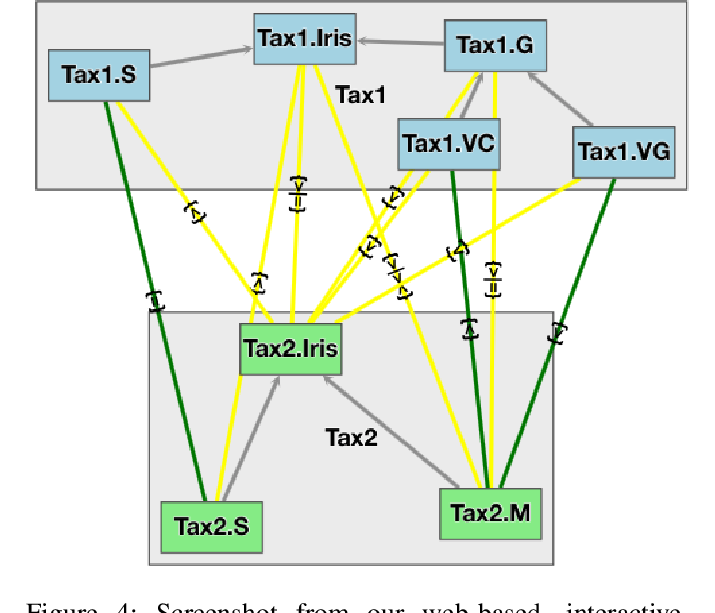 Tax1.Iris
Tax1.G
Tax1.S
Tax1
Tax1.VC
Tax1.VG
Tax2.Iris
Tax2
Tax2.M
Tax2.S
Figure 4: Screenshot from our web-based, interactive